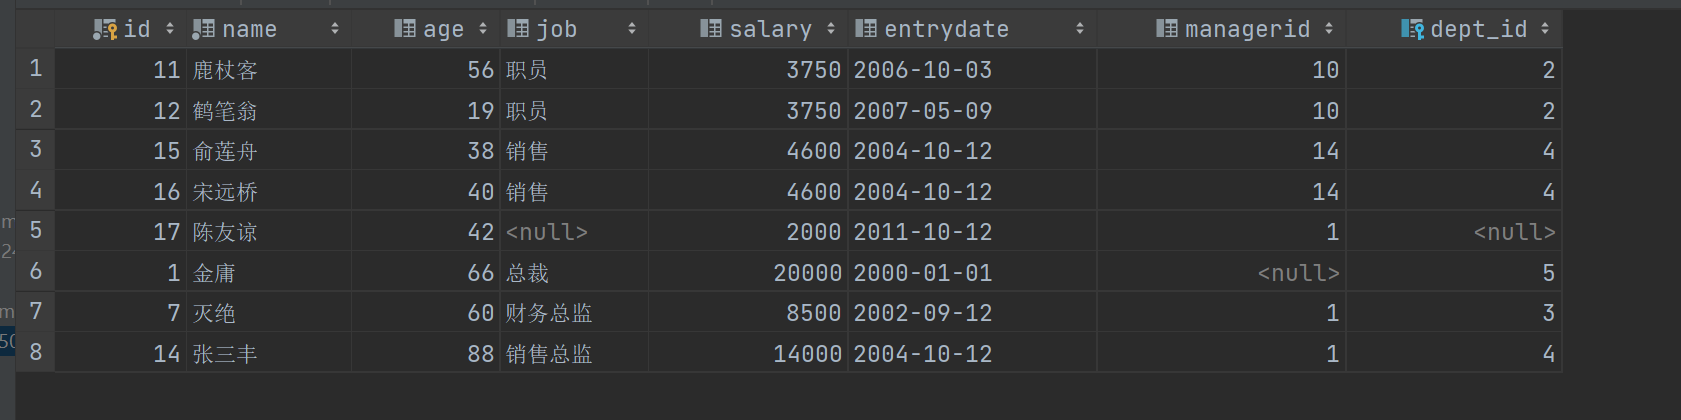 id name age job salary entrydate managerid dept_id
1 11 鹿杖客 56 职员 3750 2006-10-03 10 2
2 12 鹤笔翁 19 职员 3750 2007-05-09 10 2
3 15 俞莲舟 38 销售 4600 2004-10-12 14 4
4 16 宋远桥 40 销售 4600 2004-10-12 14 4
5 17 陈友谅 42 <null> 2000 2011-10-12 1 <null>
6 1 金庸 66 总裁 20000 2000-01-01 <null> 5
7 7 灭绝 60 财务总监 8500 2002-09-12 1 3
8 14 张三丰 88 销售总监 14000 2004-10-12 1 4
m
24
m
50